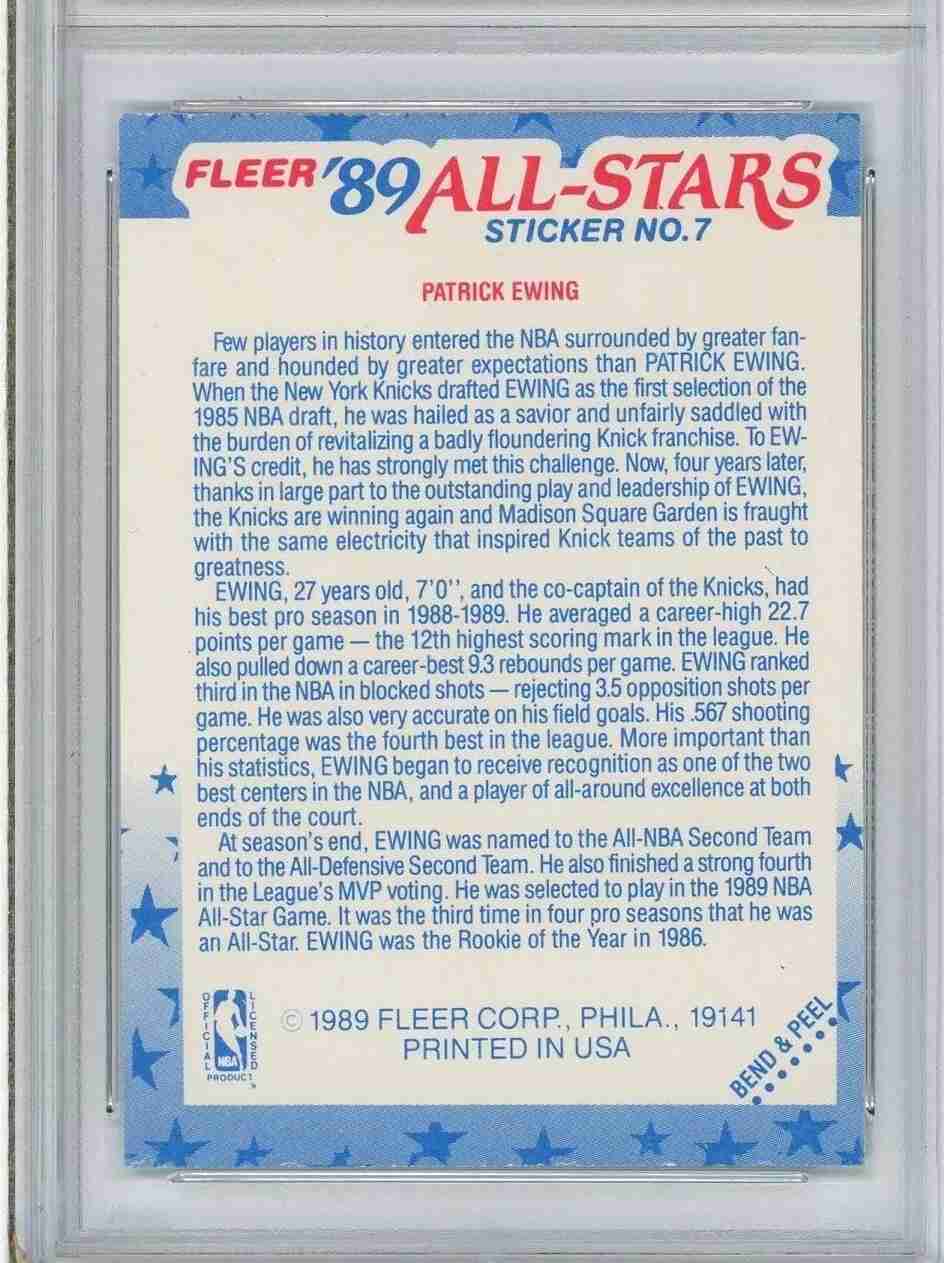 FLEER '89 ALL-STARS
STICKER NO. 7
PATRICK EWING
Few players in history entered the NBA surrounded by greater fan-
fare and hounded by greater expectations than PATRICK EWING.
When the New York Knicks drafted EWING as the first selection of the
1985 NBA draft, he was hailed as a savior and unfairly saddled with
the burden of revitalizing a badly floundering Knick franchise. To EW-
ING'S credit, he has strongly met this challenge. Now, four years later,
thanks in large part to the outstanding play and leadership of EWING,
the Knicks are winning again and Madison Square Garden is fraught
with the same electricity that inspired Knick teams of the past to
greatness.
EWING, 27 years old, 7'0'', and the co-captain of the Knicks, had
his best pro season in 1988-1989. He averaged a career-high 22.7
points per game — the 12th highest scoring mark in the league. He
also pulled down a career-best 9.3 rebounds per game. EWING ranked
third in the NBA in blocked shots — rejecting 3.5 opposition shots per
game. He was also very accurate on his field goals. His .567 shooting
percentage was the fourth best in the league. More important than
his statistics, EWING began to receive recognition as one of the two
best centers in the NBA, and a player of all-around excellence at both
ends of the court.
At season's end, EWING was named to the All-NBA Second Team
and to the All-Defensive Second Team. He also finished a strong fourth
in the League's MVP voting. He was selected to play in the 1989 NBA
All-Star Game. It was the third time in four pro seasons that he was
an All-Star. EWING was the Rookie of the Year in 1986.
OFFICIAL
NBA
LICENSED
PRODUCT
© 1989 FLEER CORP., PHILA., 19141
PRINTED IN USA
BEND & PEEL